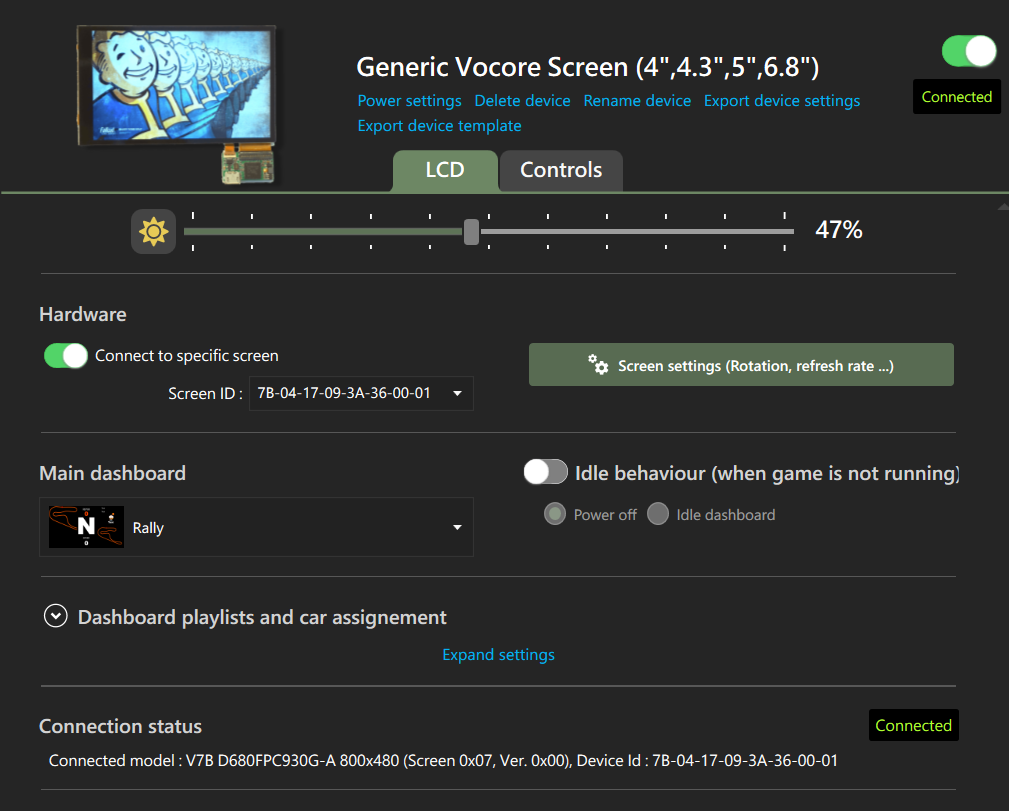 Generic Vocore Screen (4",4.3",5",6.8")
Connected
Power settings Delete device Rename device Export device settings
Export device template
LCD Controls
47%
Hardware
Connect to specific screen
Screen settings (Rotation, refresh rate ...)
Screen ID : 7B-04-17-09-3A-36-00-01
Main dashboard
Idle behaviour (when game is not running)
Power off Idle dashboard
N
Rally
Dashboard playlists and car assignement
Expand settings
Connection status
Connected
Connected model : V7B D680FPC930G-A 800x480 (Screen 0x07, Ver. 0x00), Device Id : 7B-04-17-09-3A-36-00-01